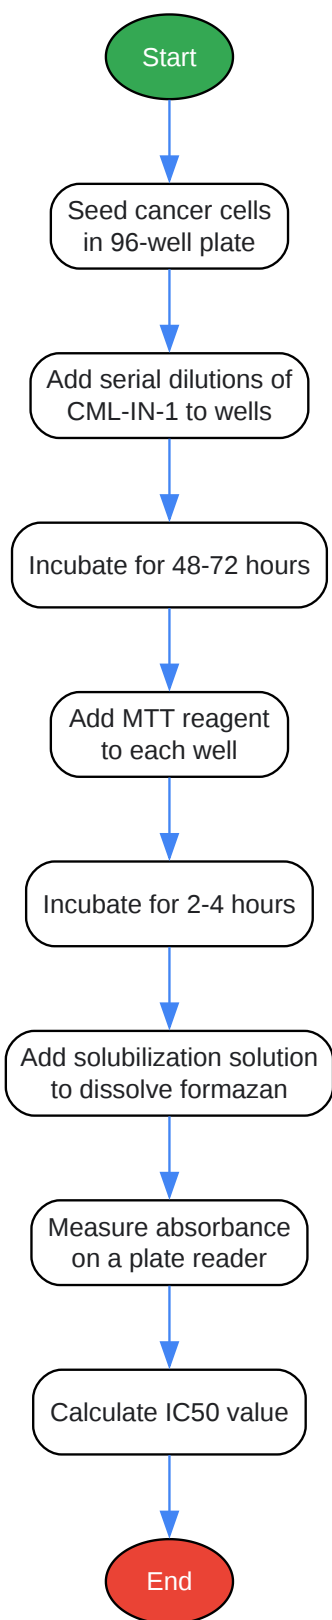 Start
Seed cancer cells
in 96-well plate
Add serial dilutions of
CML-IN-1 to wells
Incubate for 48-72 hours
Add MTT reagent
to each well
Incubate for 2-4 hours
Add solubilization solution
to dissolve formazan
Measure absorbance
on a plate reader
Calculate IC50 value
End